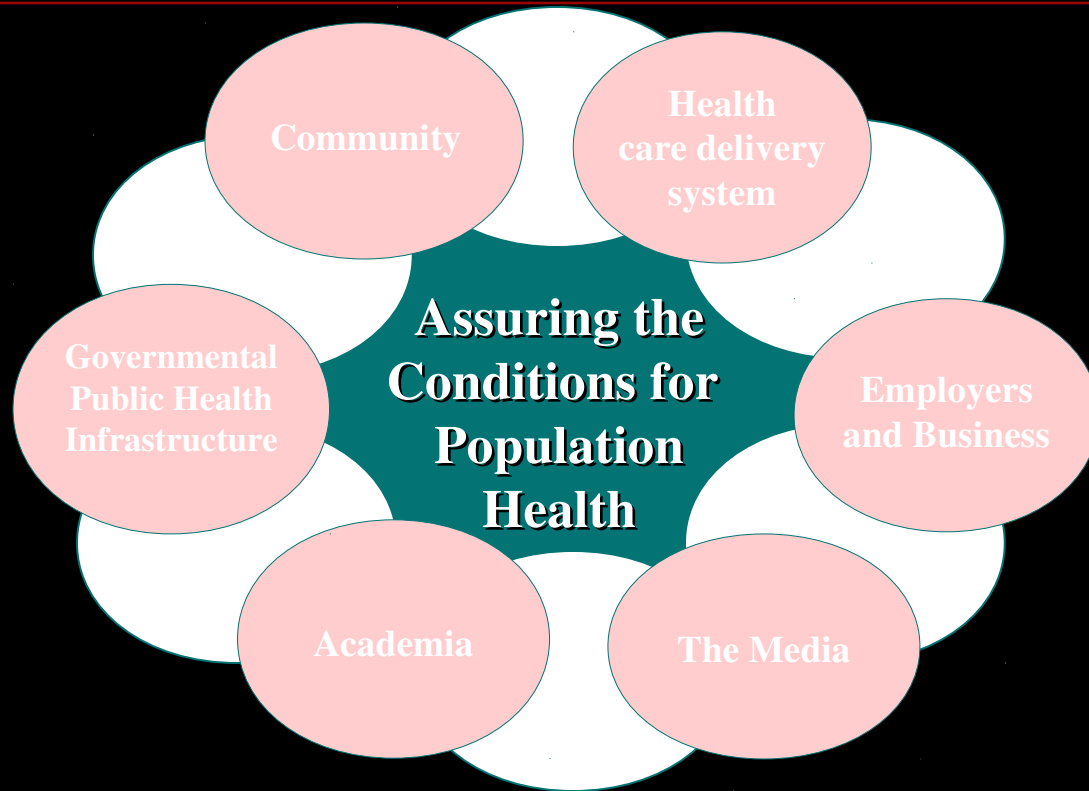 Community
Health
care delivery
system
Assuring the
Conditions for
Population
Health
Governmental
Public Health
Infrastructure
Employers
and Business
Academia
The Media